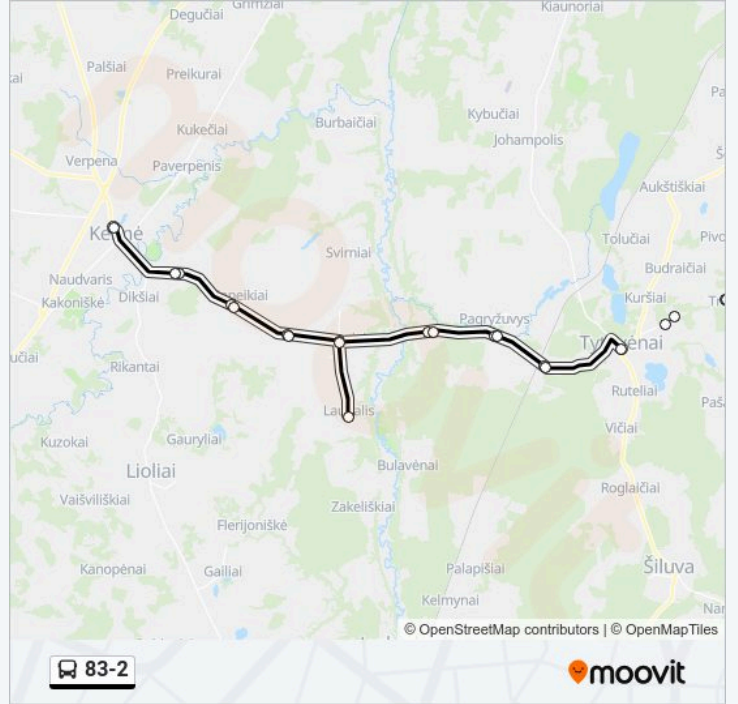 Grimžiai
Degučiai
Kiaunoriai
Palšiai
Preikurai
Kybučiai
Burbaičiai
Kukečiai
Johampolis
Verpena
Paverpenis
Aukštiškiai
Tolučiai
Svirniai
Budraičiai
Naudvaris
Dikšiai
Kuršiai
Kakoniškė
Pagryžuvys
Rikantai
Ruteliai
Vičiai
Kuzokai
Gauryliai
Bulavėnai
Lioliai
Roglaičiai
Vaišviliškiai
Zakeliškiai
Flerijoniškė
Šiluva
Kanopėnai
Gailiai
Palapišiai
Kelmynai
© OpenStreetMap contributors | © OpenMapTiles
83-2
moovit